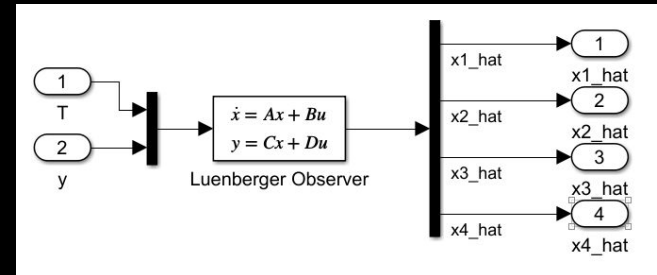 1
T
2
y
ẋ = Ax + Bu
y = Cx + Du
Luenberger Observer
x1_hat
1
x1_hat
x2_hat
2
x2_hat
x3_hat
3
x3_hat
x4_hat
4
x4_hat